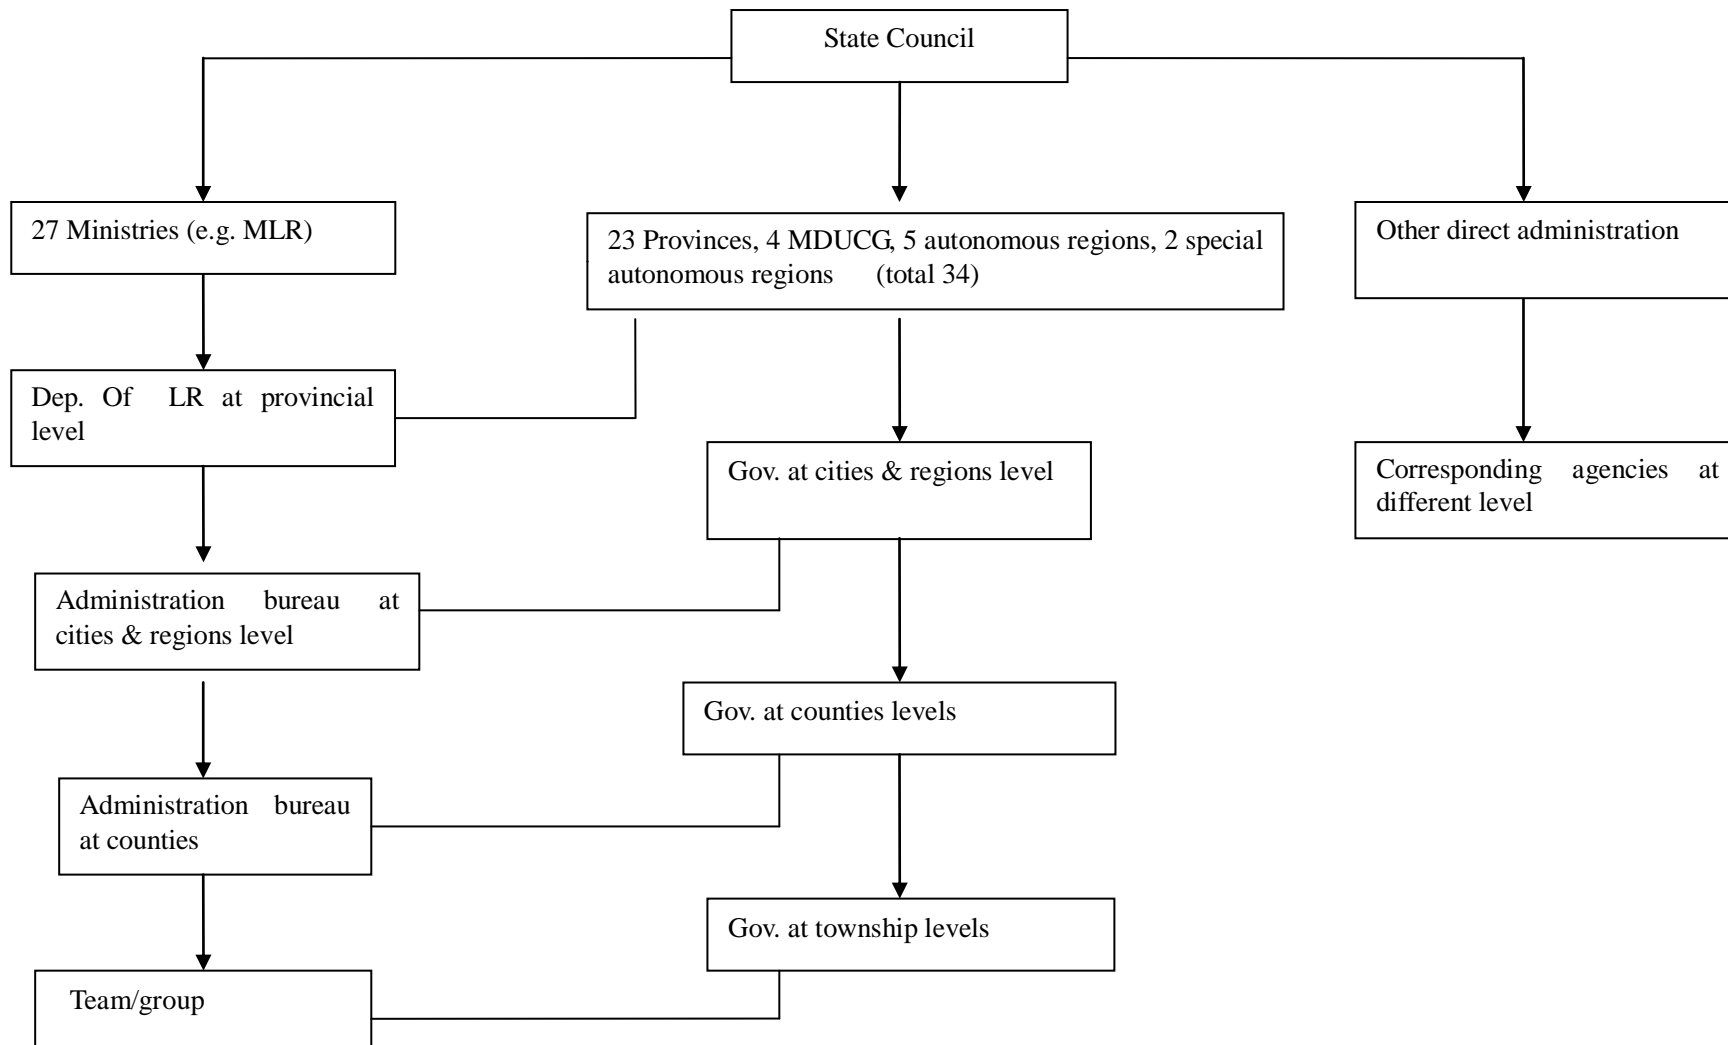 State Council
27 Ministries (e.g. MLR)
23 Provinces, 4 MDUCG, 5 autonomous regions, 2 special
autonomous regions (total 34)
Other direct administration
Dep. Of LR at provincial
level
Gov. at cities & regions level
Corresponding agencies at
different level
Administration bureau at
cities & regions level
Gov. at counties levels
Administration bureau
at counties
Gov. at township levels
Team/group